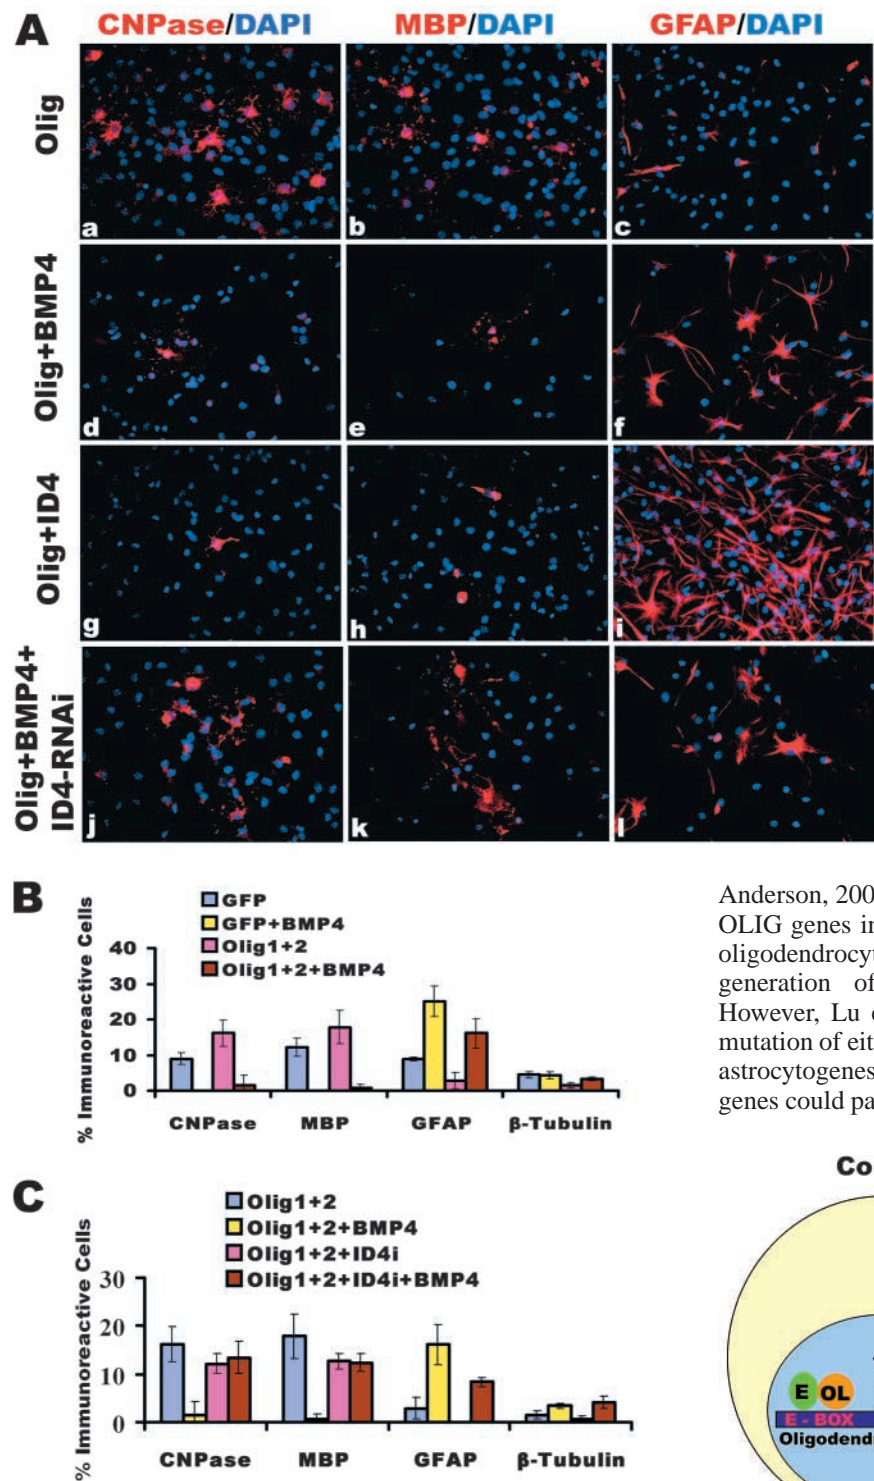 A
CNPase/DAPI MBP/DAPI GFAP/DAPI
Olig
a b c
Olig+BMP4
d e f
Olig+ID4
g h i
Olig+BMP4+
ID4-RNAi
j k l
B
% Immunoreactive Cells
GFP
GFP+BMP4
Olig1+2
Olig1+2+BMP4
40
30
20
10
0
CNPase MBP GFAP β-Tubulin
Anderson, 200
OLIG genes in
oligodendrocyt
generation of
However, Lu e
mutation of eit
astrocytogenes
genes could pa
C
% Immunoreactive Cells
Olig1+2
Olig1+2+BMP4
Olig1+2+ID4i
Olig1+2+ID4i+BMP4
30
20
10
0
CNPase MBP GFAP β-Tubulin
Co
E OL
E - BOX
Oligodend